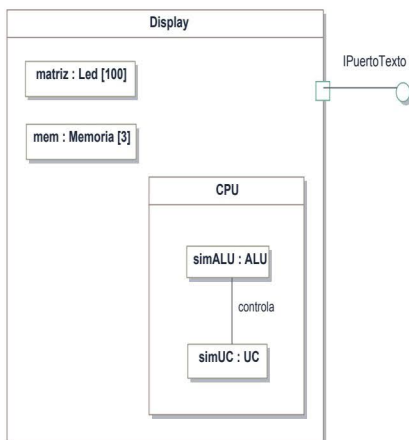 Display
IPuertoTexto
matriz : Led [100]
mem : Memoria [3]
CPU
simALU : ALU
controla
simUC : UC